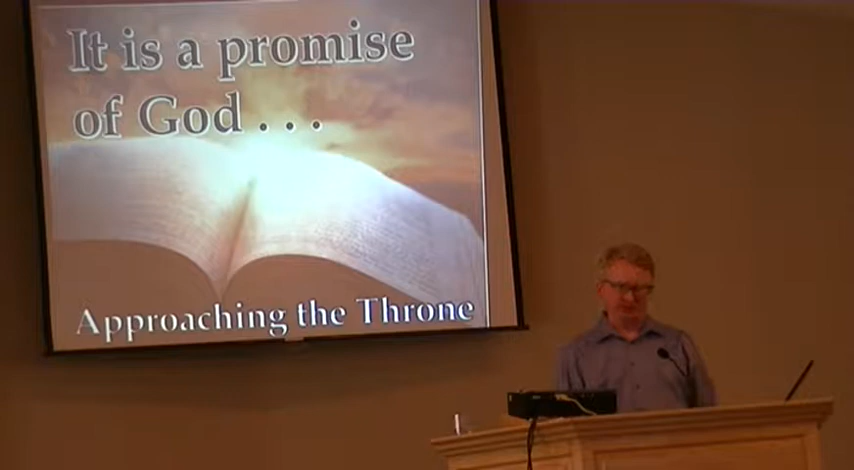 It is a promise
of God . . .
Approaching the Throne